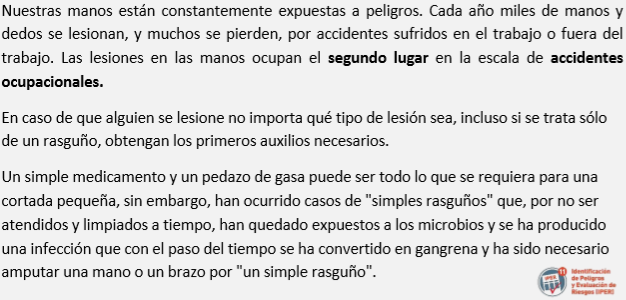 Nuestras manos están constantemente expuestas a peligros. Cada año miles de manos y
dedos se lesionan, y muchos se pierden, por accidentes sufridos en el trabajo o fuera del
trabajo. Las lesiones en las manos ocupan el segundo lugar en la escala de accidentes
ocupacionales.
En caso de que alguien se lesione no importa qué tipo de lesión sea, incluso si se trata sólo
de un rasguño, obtengan los primeros auxilios necesarios.
Un simple medicamento y un pedazo de gasa puede ser todo lo que se requiera para una
cortada pequeña, sin embargo, han ocurrido casos de "simples rasguños" que, por no ser
atendidos y limpiados a tiempo, han quedado expuestos a los microbios y se ha producido
una infección que con el paso del tiempo se ha convertido en gangrena y ha sido necesario
amputar una mano o un brazo por "un simple rasguño".
IPER 11
Identificación
de Peligros
y Evaluación de
Riesgos (IPER)